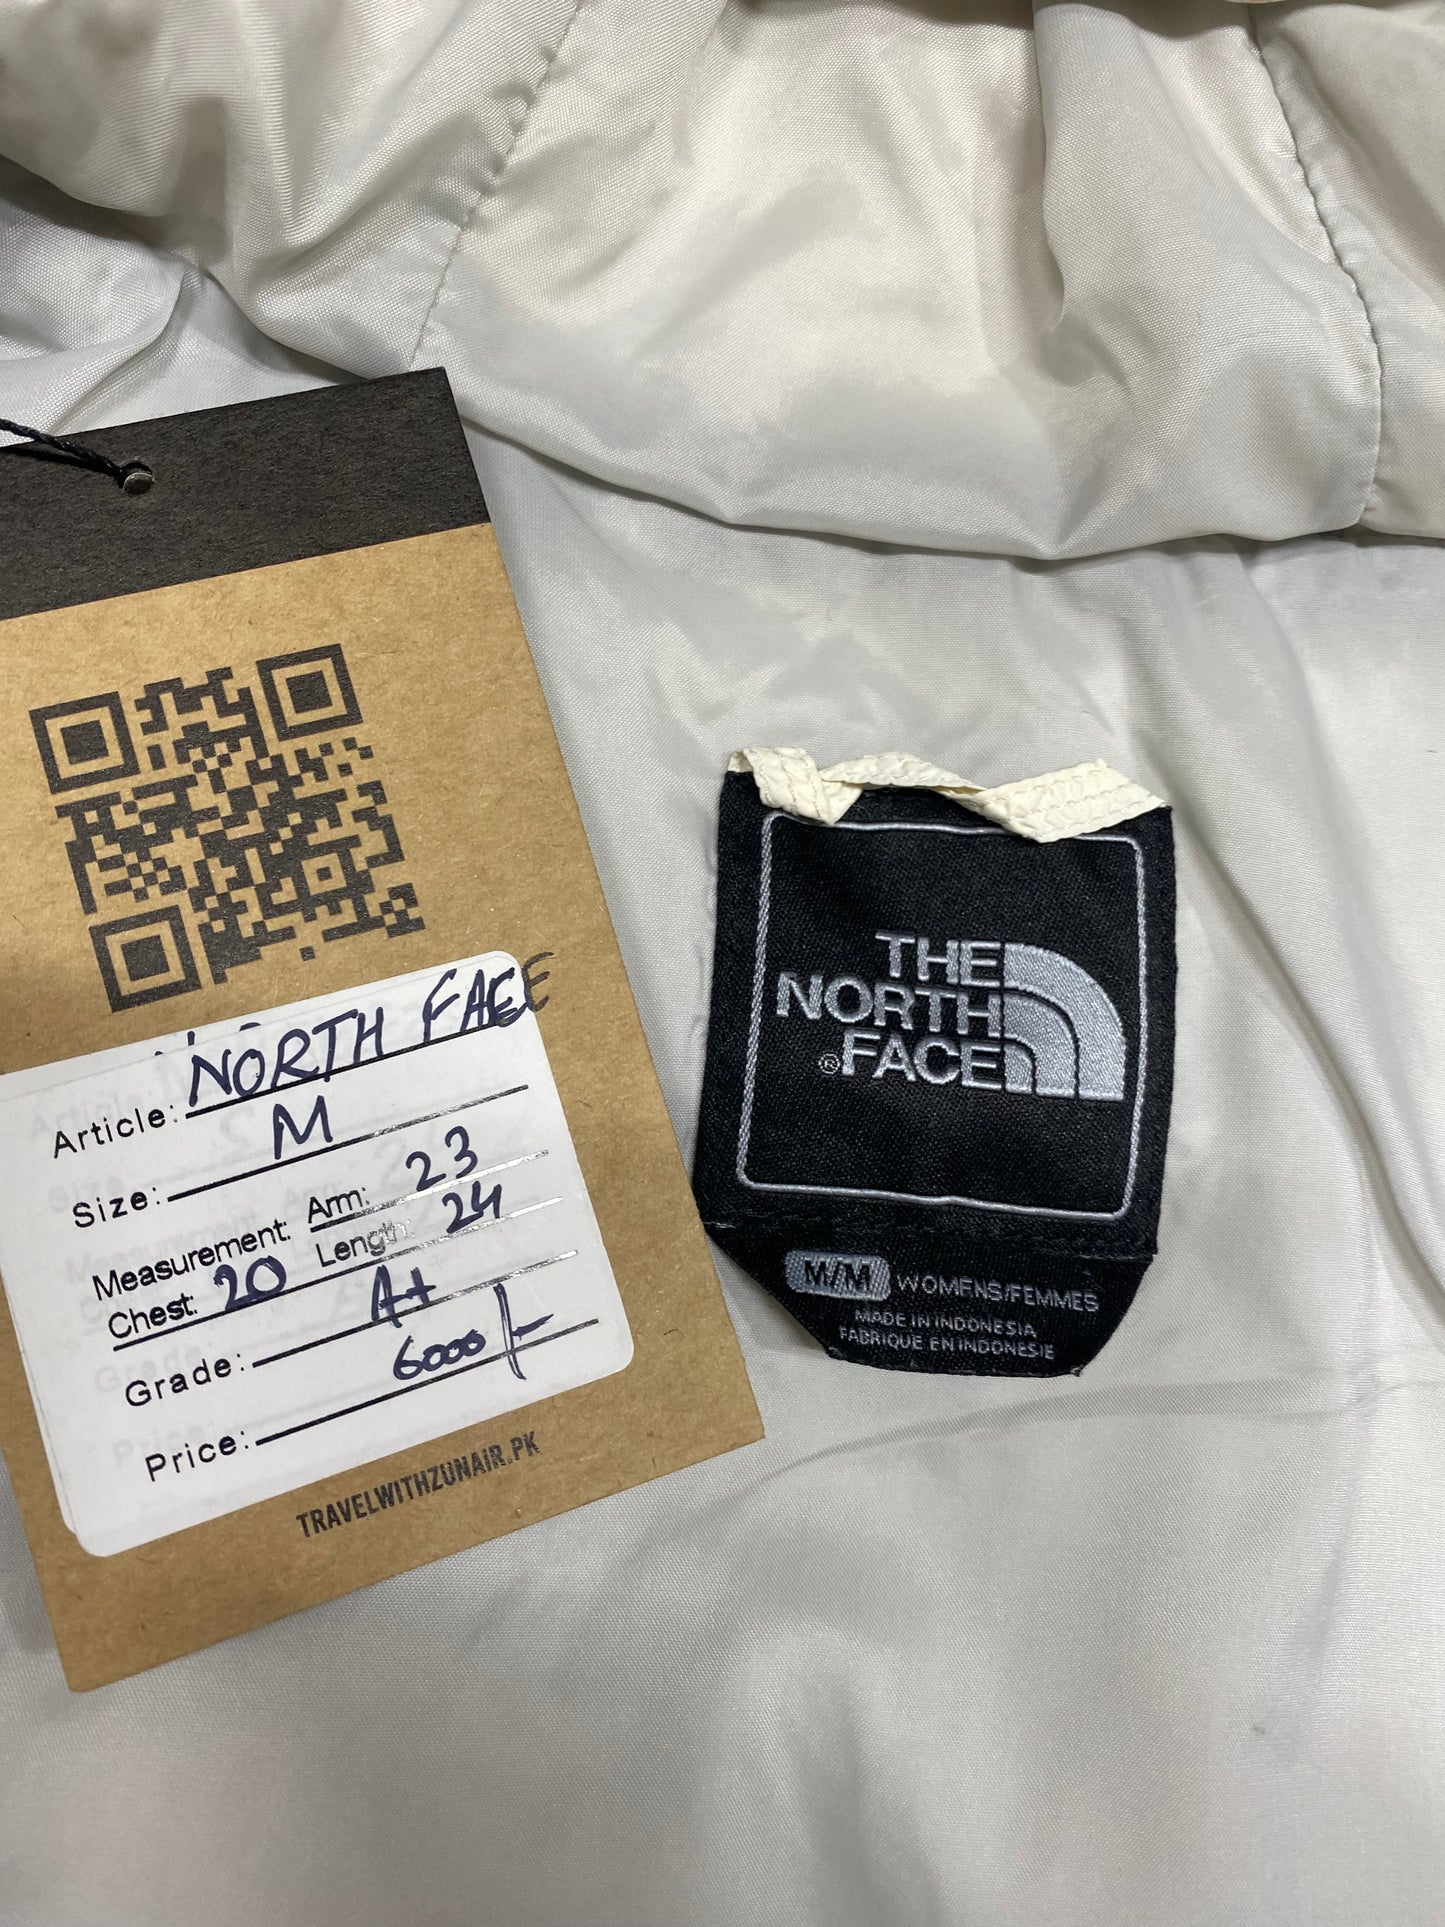 Article: NORTH FACE
Size: M
Measurement: Arm: 23
Chest: 20 Length: 24
Grade: A+
Price: 6000/-
TRAVELWITHZUNAIR.PK
THE
NORTH
FACE®
M/M WOMENS/FEMMES
MADE IN INDONESIA
FABRIQUE EN INDONESIE